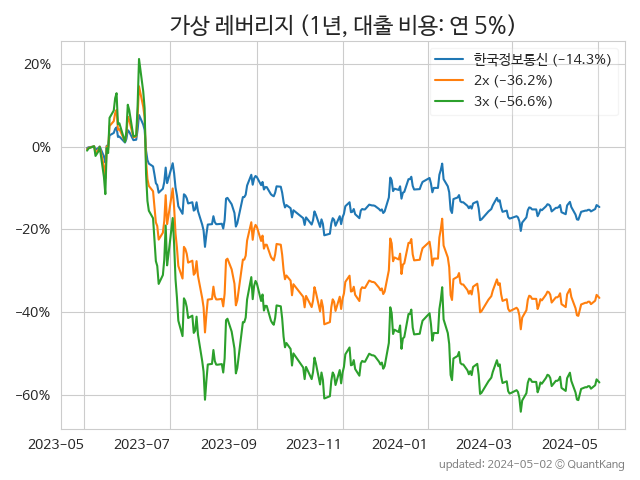 가상 레버리지 (1년, 대출 비용: 연 5%)
한국정보통신 (−14.3%)
2x (−36.2%)
3x (−56.6%)
20%
0%
−20%
−40%
−60%
2023-05
2023-07
2023-09
2023-11
2024-01
2024-03
2024-05
updated: 2024-05-02 © QuantKang